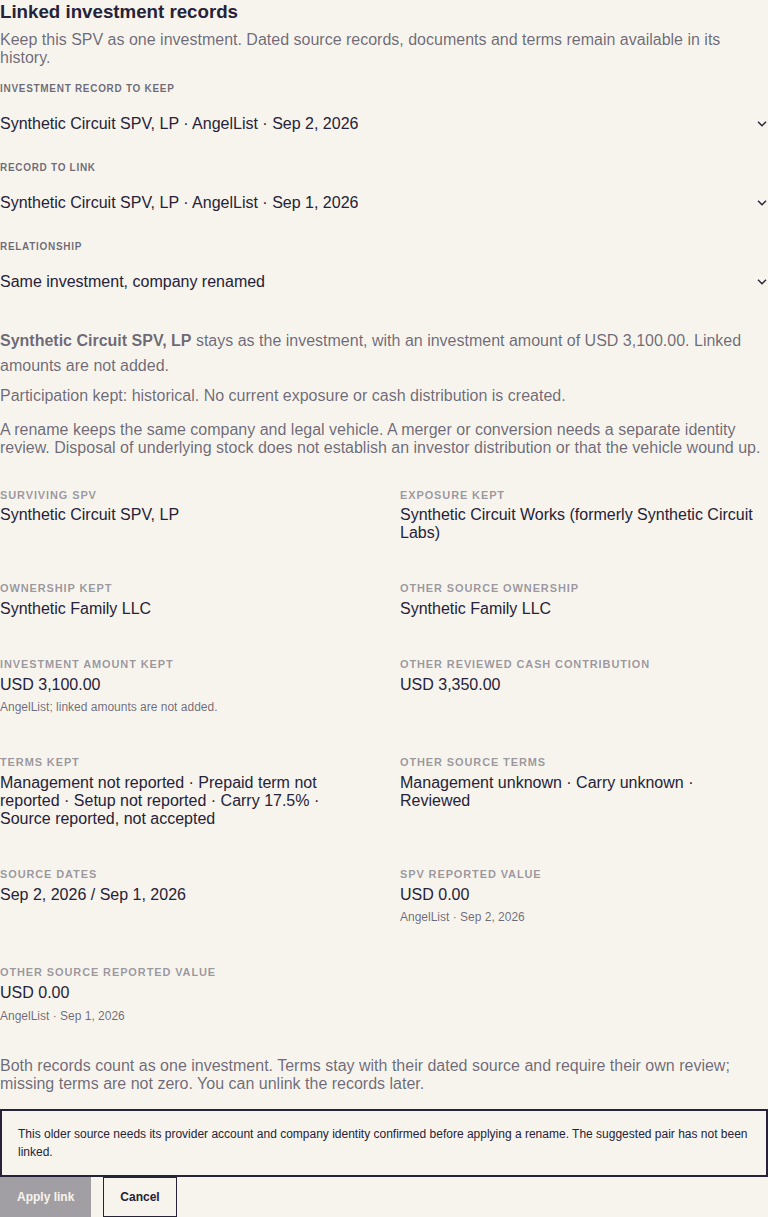 Linked investment records
Keep this SPV as one investment. Dated source records, documents and terms remain available in its
history.
INVESTMENT RECORD TO KEEP
Synthetic Circuit SPV, LP · AngelList · Sep 2, 2026
RECORD TO LINK
Synthetic Circuit SPV, LP · AngelList · Sep 1, 2026
RELATIONSHIP
Same investment, company renamed
Synthetic Circuit SPV, LP stays as the investment, with an investment amount of USD 3,100.00. Linked
amounts are not added.
Participation kept: historical. No current exposure or cash distribution is created.
A rename keeps the same company and legal vehicle. A merger or conversion needs a separate identity
review. Disposal of underlying stock does not establish an investor distribution or that the vehicle wound up.
SURVIVING SPV
Synthetic Circuit SPV, LP
EXPOSURE KEPT
Synthetic Circuit Works (formerly Synthetic Circuit
Labs)
OWNERSHIP KEPT
Synthetic Family LLC
OTHER SOURCE OWNERSHIP
Synthetic Family LLC
INVESTMENT AMOUNT KEPT
USD 3,100.00
AngelList; linked amounts are not added.
OTHER REVIEWED CASH CONTRIBUTION
USD 3,350.00
TERMS KEPT
Management not reported · Prepaid term not
reported · Setup not reported · Carry 17.5% ·
Source reported, not accepted
OTHER SOURCE TERMS
Management unknown · Carry unknown ·
Reviewed
SOURCE DATES
Sep 2, 2026 / Sep 1, 2026
SPV REPORTED VALUE
USD 0.00
AngelList · Sep 2, 2026
OTHER SOURCE REPORTED VALUE
USD 0.00
AngelList · Sep 1, 2026
Both records count as one investment. Terms stay with their dated source and require their own review;
missing terms are not zero. You can unlink the records later.
This older source needs its provider account and company identity confirmed before applying a rename. The suggested pair has not been
linked.
Apply link
Cancel